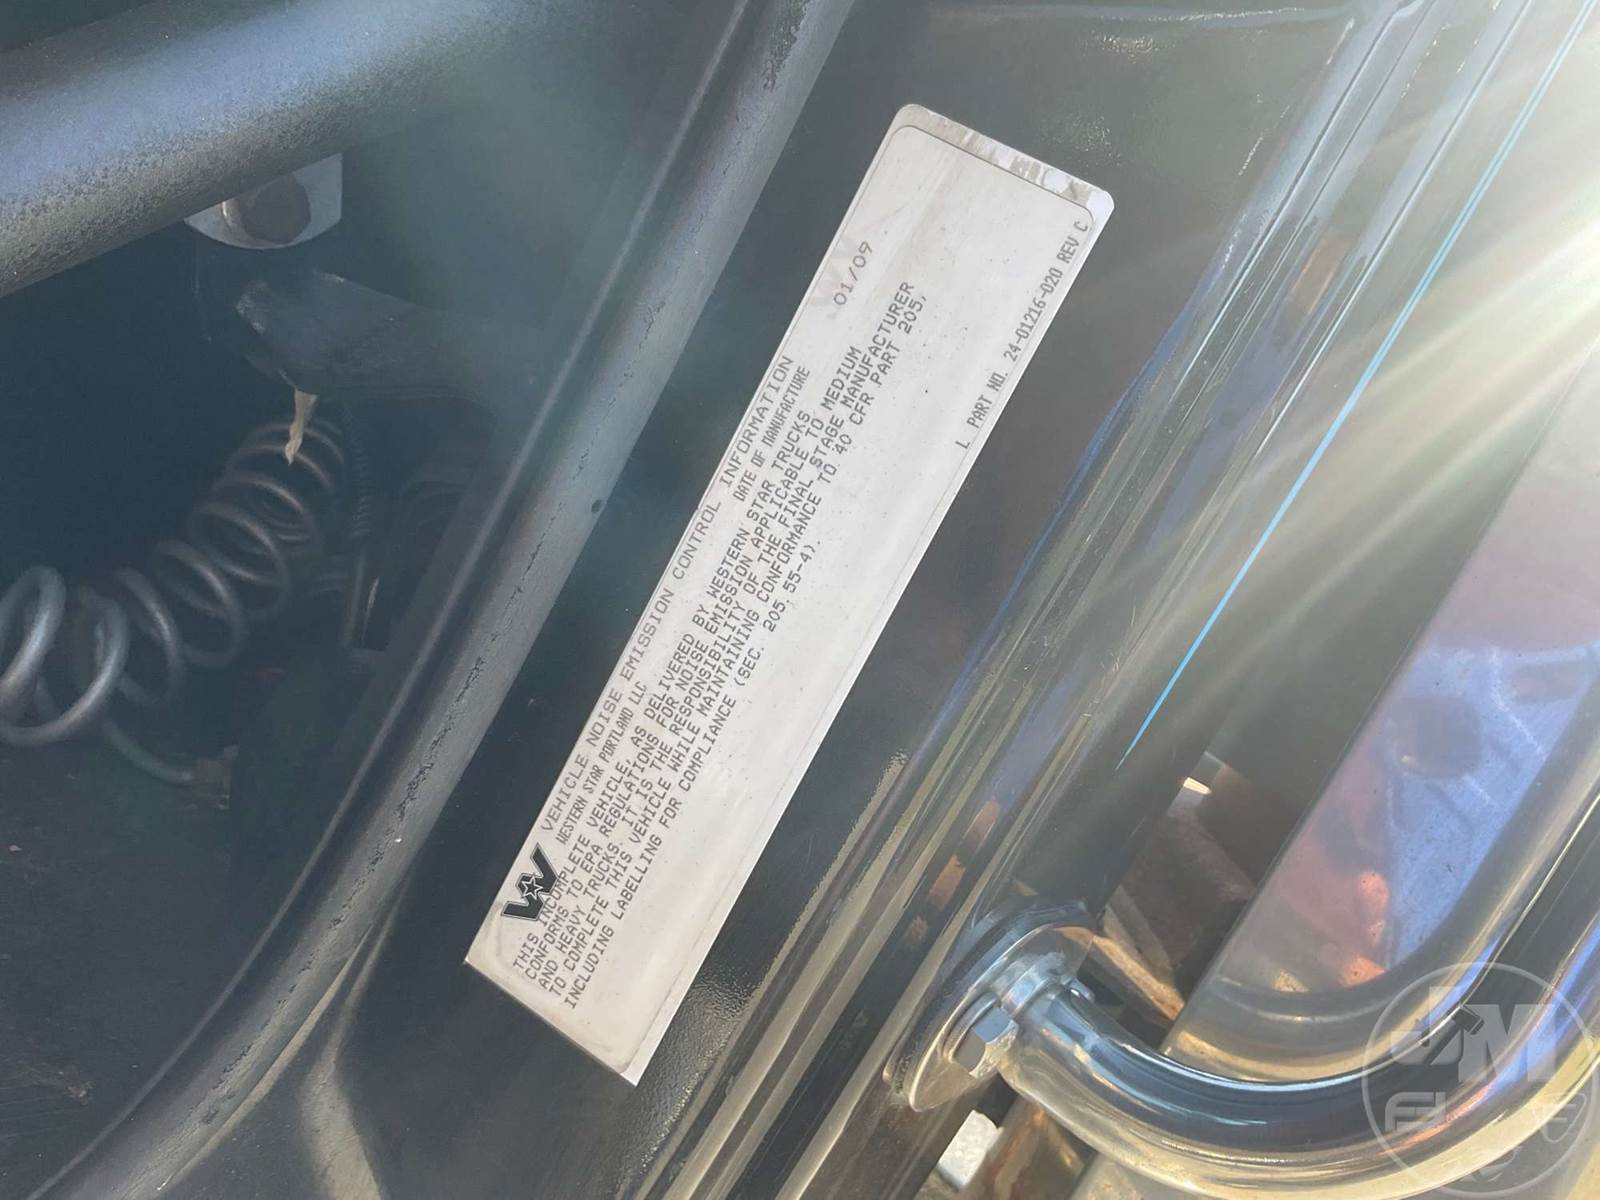 VEHICLE NOISE EMISSION CONTROL INFORMATION
WESTERN STAR PORTLAND LLC DATE OF MANUFACTURE 01/09
THIS INCOMPLETE VEHICLE, AS DELIVERED BY WESTERN STAR TRUCKS
CONFORMS TO EPA REGULATIONS FOR NOISE EMISSION APPLICABLE TO MEDIUM
AND HEAVY TRUCKS. IT IS THE RESPONSIBILITY OF THE FINAL STAGE MANUFACTURER
TO COMPLETE THIS VEHICLE WHILE MAINTAINING CONFORMANCE TO 40 CFR PART 205,
INCLUDING LABELLING FOR COMPLIANCE (SEC. 205.55-4).
L PART NO. 24-01216-020 REV C
JM